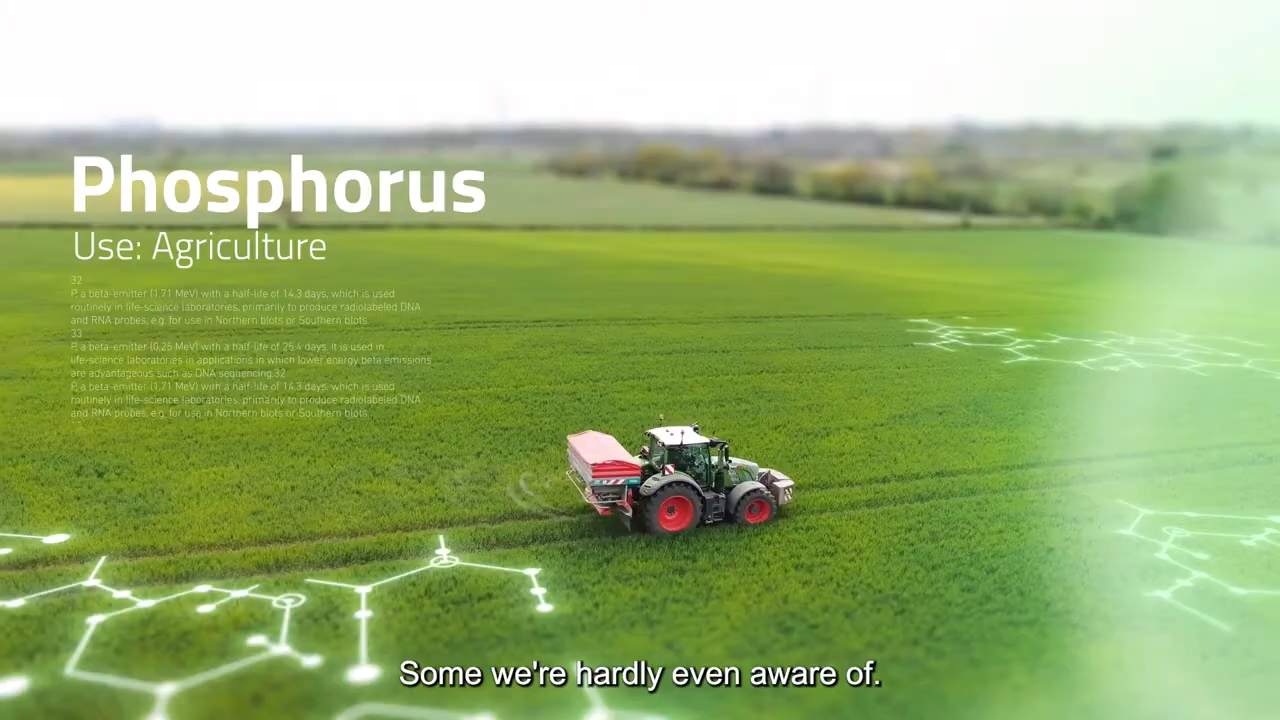 Phosphorus
Use: Agriculture
32
P, a beta-emitter (1.71 MeV) with a half-life of 14.3 days, which is used
routinely in life-science laboratories, primarily to produce radiolabeled DNA
and RNA probes, e.g. for use in Northern blots or Southern blots.
33
P, a beta-emitter (0.25 MeV) with a half-life of 25.4 days. It is used in
life-science laboratories in applications in which lower energy beta emissions
are advantageous such as DNA sequencing.32
P, a beta-emitter (1.71 MeV) with a half-life of 14.3 days, which is used
routinely in life-science laboratories, primarily to produce radiolabeled DNA
and RNA probes, e.g. for use in Northern blots or Southern blots.
Some we're hardly even aware of.